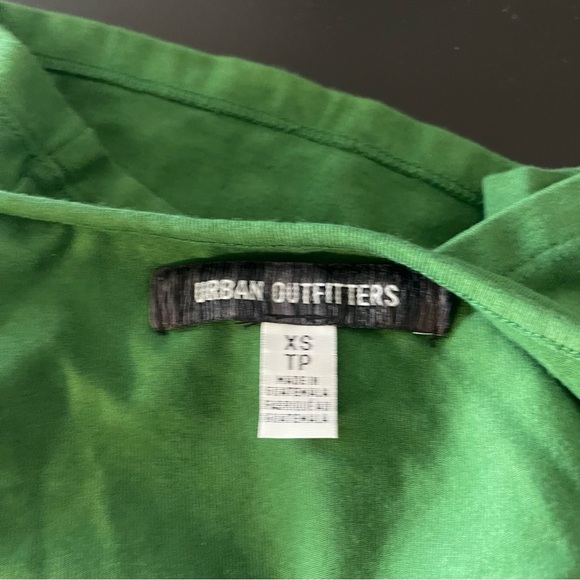 URBAN OUTFITTERS
XS
TP
MADE IN
GUATEMALA
FABRIQUÉ AU
GUATEMALA